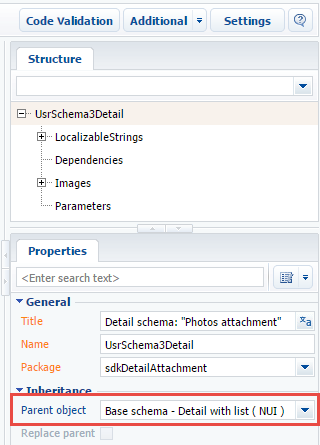 Code Validation Additional Settings
Structure
UsrSchema3Detail
LocalizableStrings
Dependencies
Images
Parameters
Properties
<Enter search text>
General
Title Detail schema: "Photos attachment"
Name UsrSchema3Detail
Package sdkDetailAttachment
Inheritance
Parent object Base schema - Detail with list ( NUI )
Replace parent